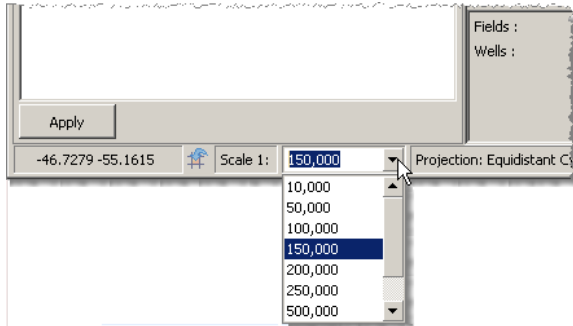 Fields :
Wells :
Apply
-46.7279 -55.1615 Scale 1: 150,000 Projection: Equidistant
10,000
50,000
100,000
150,000
200,000
250,000
500,000